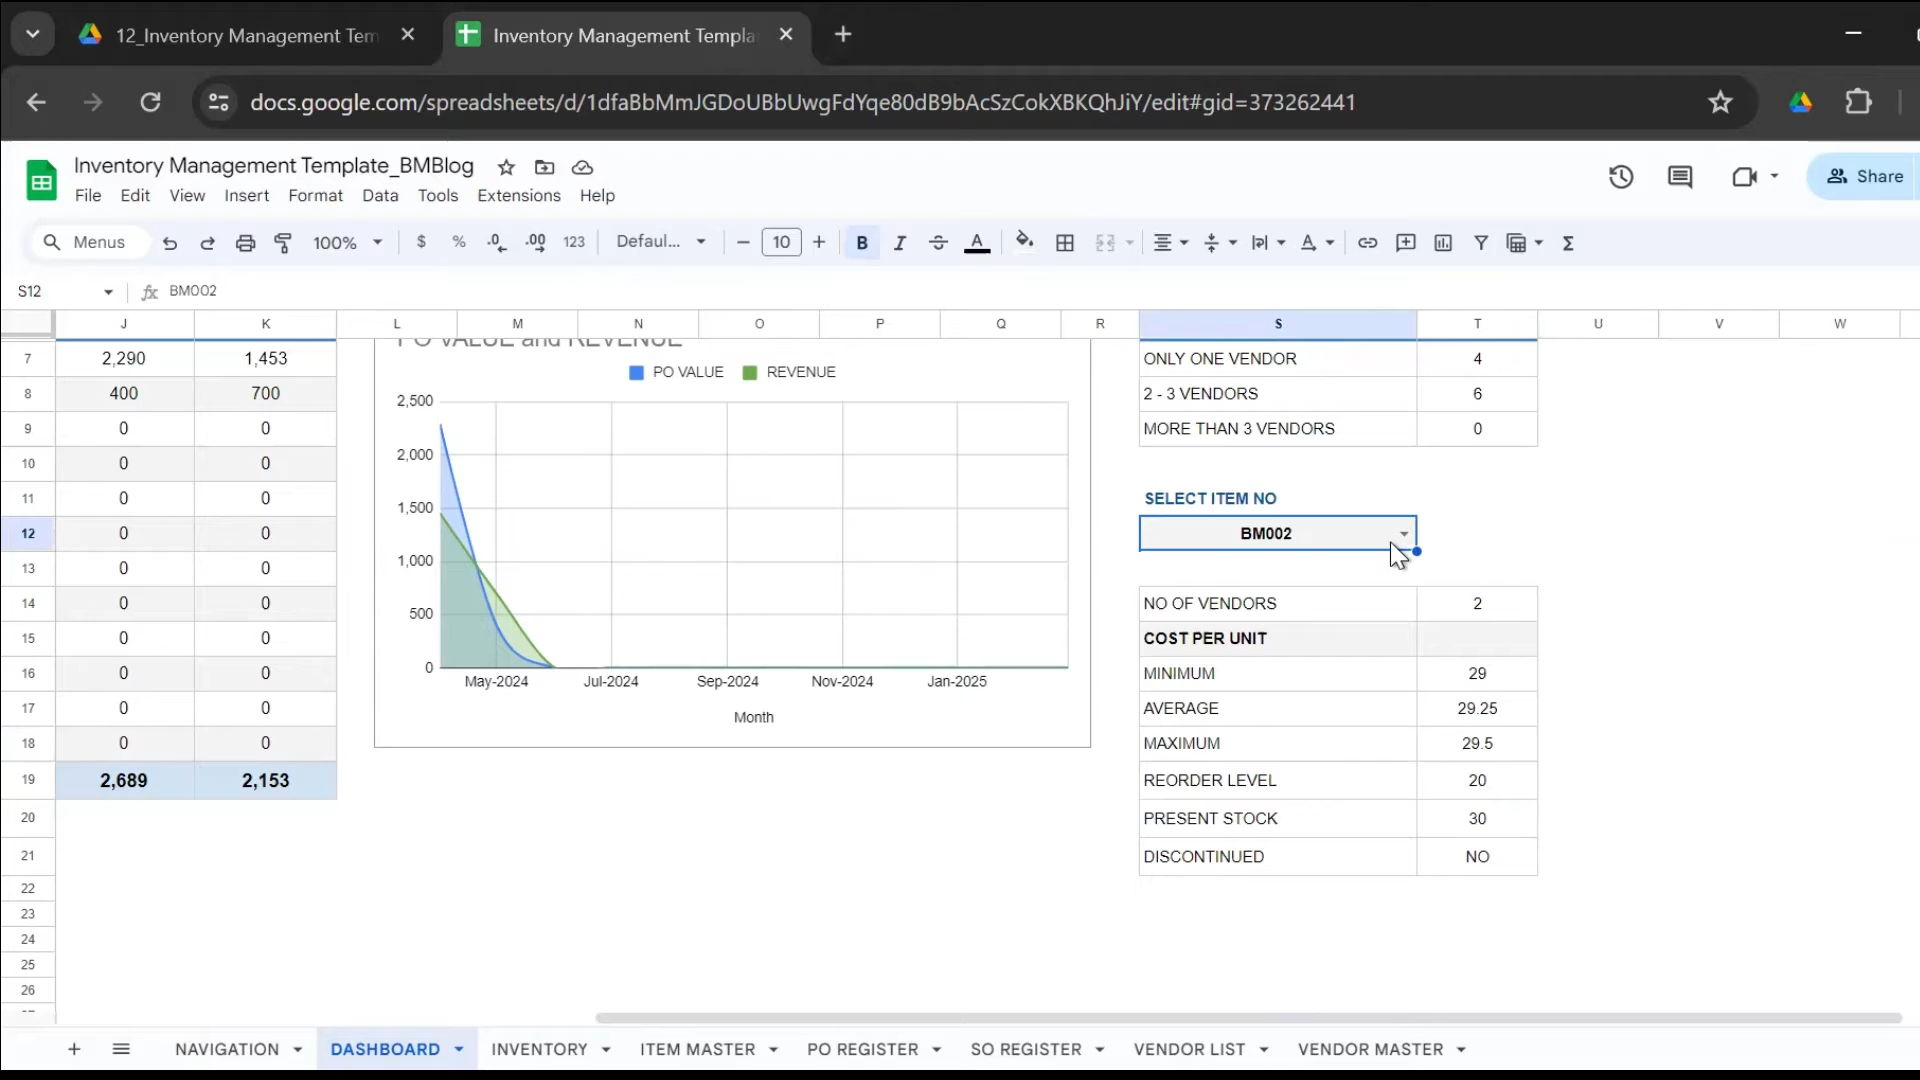 12_Inventory Management Tem
Inventory Management Templa
docs.google.com/spreadsheets/d/1dfaBbMmJGDoUBbUwgFdYqe80dB9bAcSzCokXBKQhJiY/edit#gid=373262441
Inventory Management Template_BMBlog
File Edit View Insert Format Data Tools Extensions Help
Share
Menus 100% $ % .0 .00 123 Defaul... 10 B I A
S12 fx BM002
J K L M N O P Q R S T U V W
PO VALUE and REVENUE
7 2,290 1,453 ONLY ONE VENDOR 4
PO VALUE REVENUE
8 400 700 2 - 3 VENDORS 6
9 0 0 MORE THAN 3 VENDORS 0
10 0 0
11 0 0 SELECT ITEM NO
12 0 0 BM002
13 0 0
14 0 0 NO OF VENDORS 2
15 0 0 COST PER UNIT
16 0 0 MINIMUM 29
17 0 0 AVERAGE 29.25
18 0 0 MAXIMUM 29.5
19 2,689 2,153 REORDER LEVEL 20
20 PRESENT STOCK 30
21 DISCONTINUED NO
22
23
24
25
26
2,500
2,000
1,500
1,000
500
0
May-2024 Jul-2024 Sep-2024 Nov-2024 Jan-2025
Month
NAVIGATION DASHBOARD INVENTORY ITEM MASTER PO REGISTER SO REGISTER VENDOR LIST VENDOR MASTER